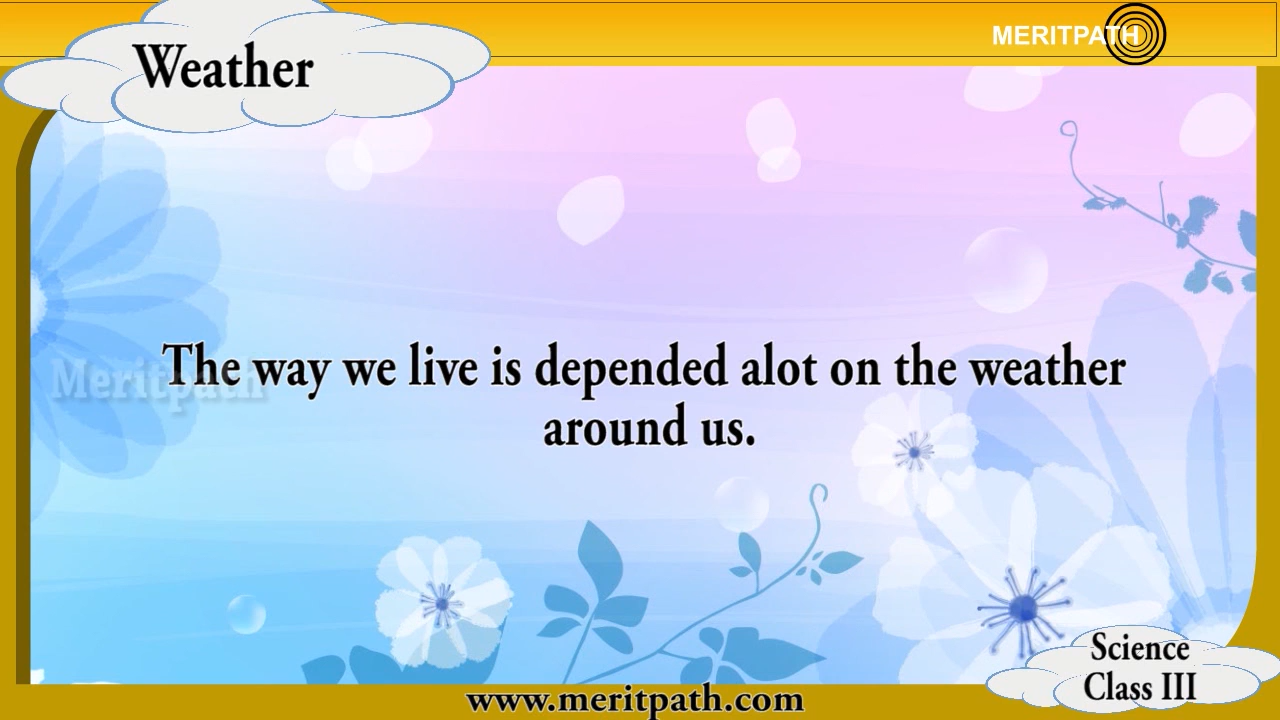 Weather
MERITPATH
The way we live is depended alot on the weather
around us.
Meritpath
Science
Class III
www.meritpath.com